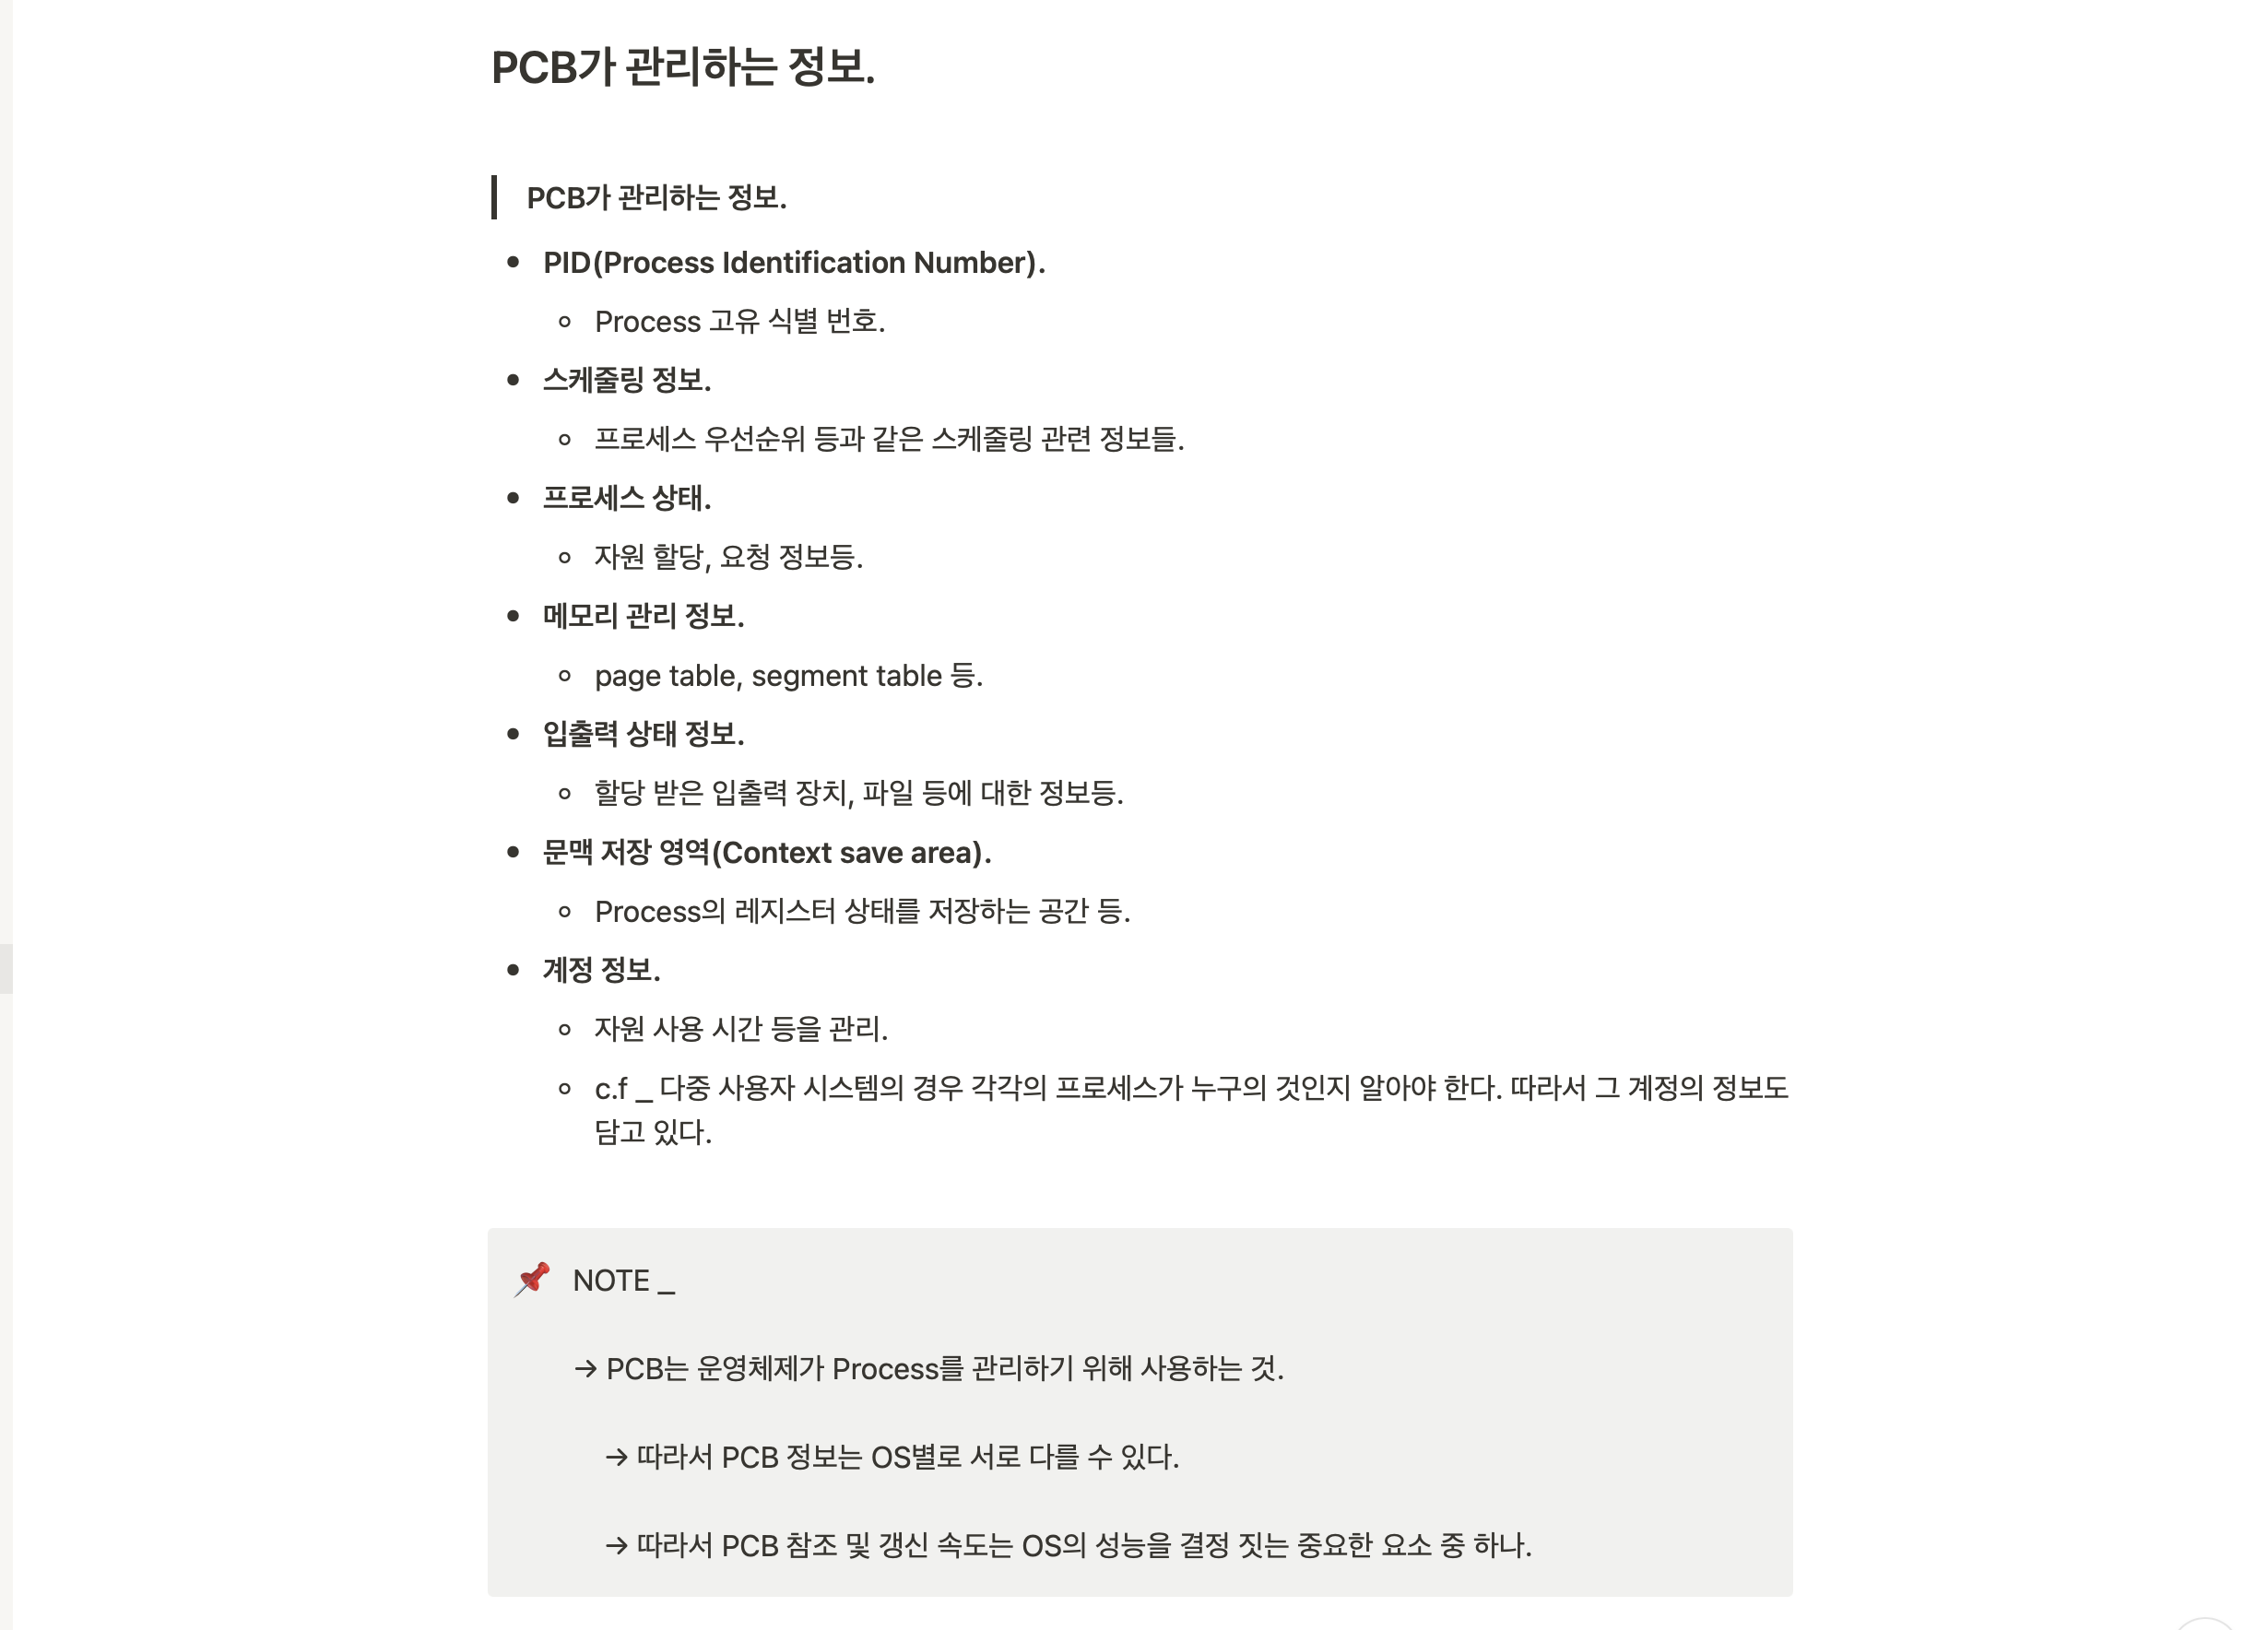 PCB가 관리하는 정보.
PCB가 관리하는 정보.
PID(Process Identification Number).
Process 고유 식별 번호.
스케줄링 정보.
프로세스 우선순위 등과 같은 스케줄링 관련 정보들.
프로세스 상태.
자원 할당, 요청 정보등.
메모리 관리 정보.
page table, segment table 등.
입출력 상태 정보.
할당 받은 입출력 장치, 파일 등에 대한 정보등.
문맥 저장 영역(Context save area).
Process의 레지스터 상태를 저장하는 공간 등.
계정 정보.
자원 사용 시간 등을 관리.
c.f _ 다중 사용자 시스템의 경우 각각의 프로세스가 누구의 것인지 알아야 한다. 따라서 그 계정의 정보도
담고 있다.
NOTE _
→ PCB는 운영체제가 Process를 관리하기 위해 사용하는 것.
→ 따라서 PCB 정보는 OS별로 서로 다를 수 있다.
→ 따라서 PCB 참조 및 갱신 속도는 OS의 성능을 결정 짓는 중요한 요소 중 하나.